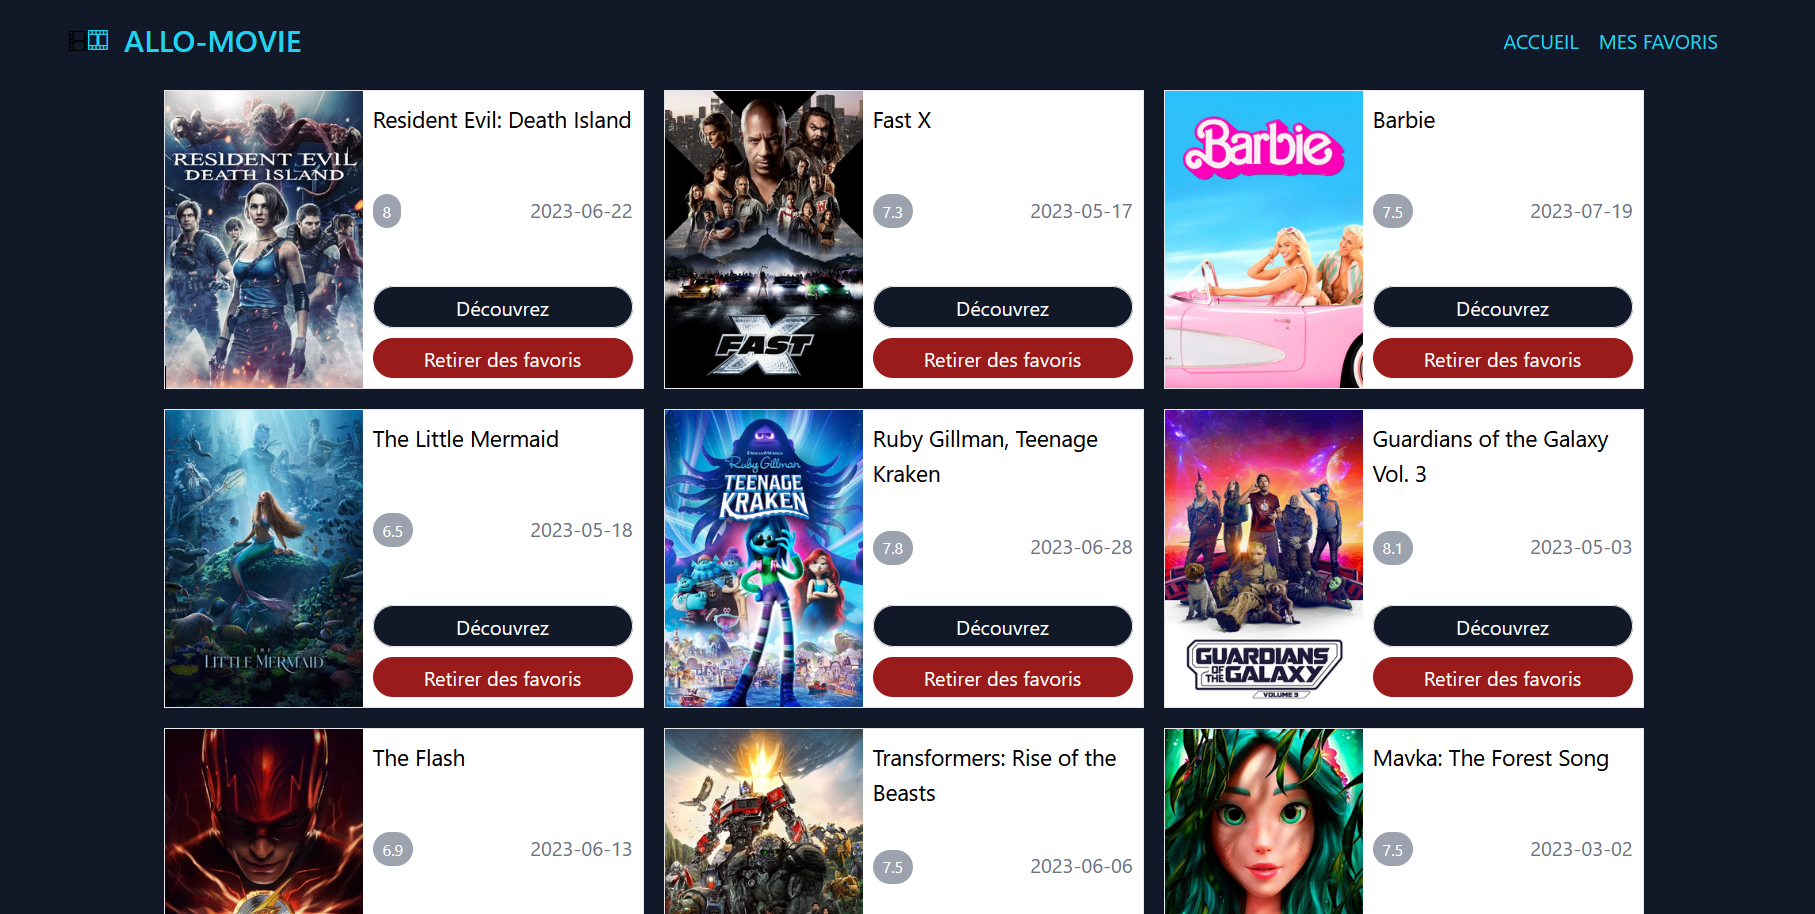 ALLO-MOVIE
ACCUEIL MES FAVORIS
RESIDENT EVIL
DEATH ISLAND
Resident Evil: Death Island
8 2023-06-22
Découvrez
Retirer des favoris
FAST X
Fast X
7.3 2023-05-17
Découvrez
Retirer des favoris
Barbie
Barbie
7.5 2023-07-19
Découvrez
Retirer des favoris
THE
LITTLE MERMAID
The Little Mermaid
6.5 2023-05-18
Découvrez
Retirer des favoris
DREAMWORKS
Ruby Gillman
TEENAGE
KRAKEN
Ruby Gillman, Teenage
Kraken
7.8 2023-06-28
Découvrez
Retirer des favoris
GUARDIANS
OF THE GALAXY
VOLUME 3
Guardians of the Galaxy
Vol. 3
8.1 2023-05-03
Découvrez
Retirer des favoris
The Flash
6.9 2023-06-13
Transformers: Rise of the
Beasts
7.5 2023-06-06
Mavka: The Forest Song
7.5 2023-03-02